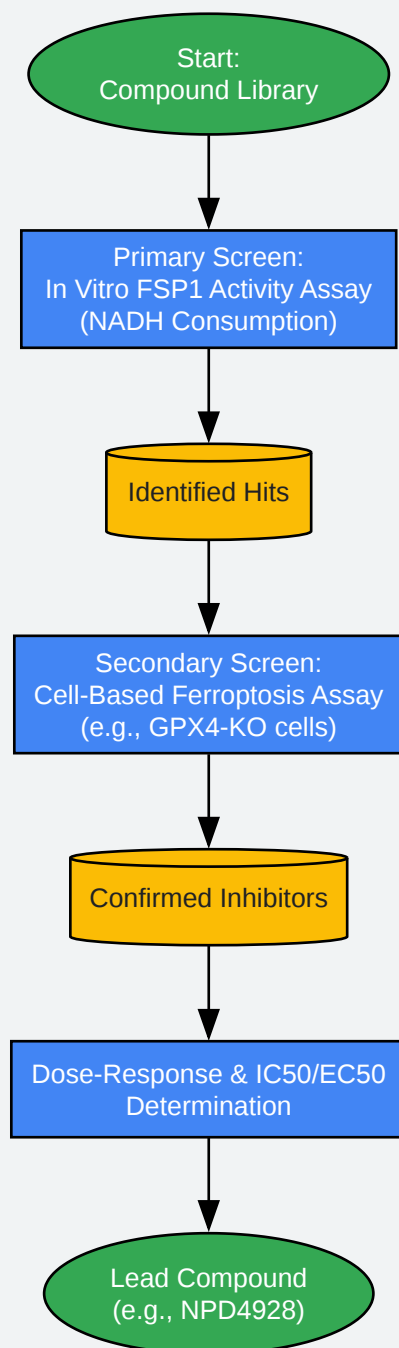 Start:
Compound Library
Primary Screen:
In Vitro FSP1 Activity Assay
(NADH Consumption)
Identified Hits
Secondary Screen:
Cell-Based Ferroptosis Assay
(e.g., GPX4-KO cells)
Confirmed Inhibitors
Dose-Response & IC50/EC50
Determination
Lead Compound
(e.g., NPD4928)